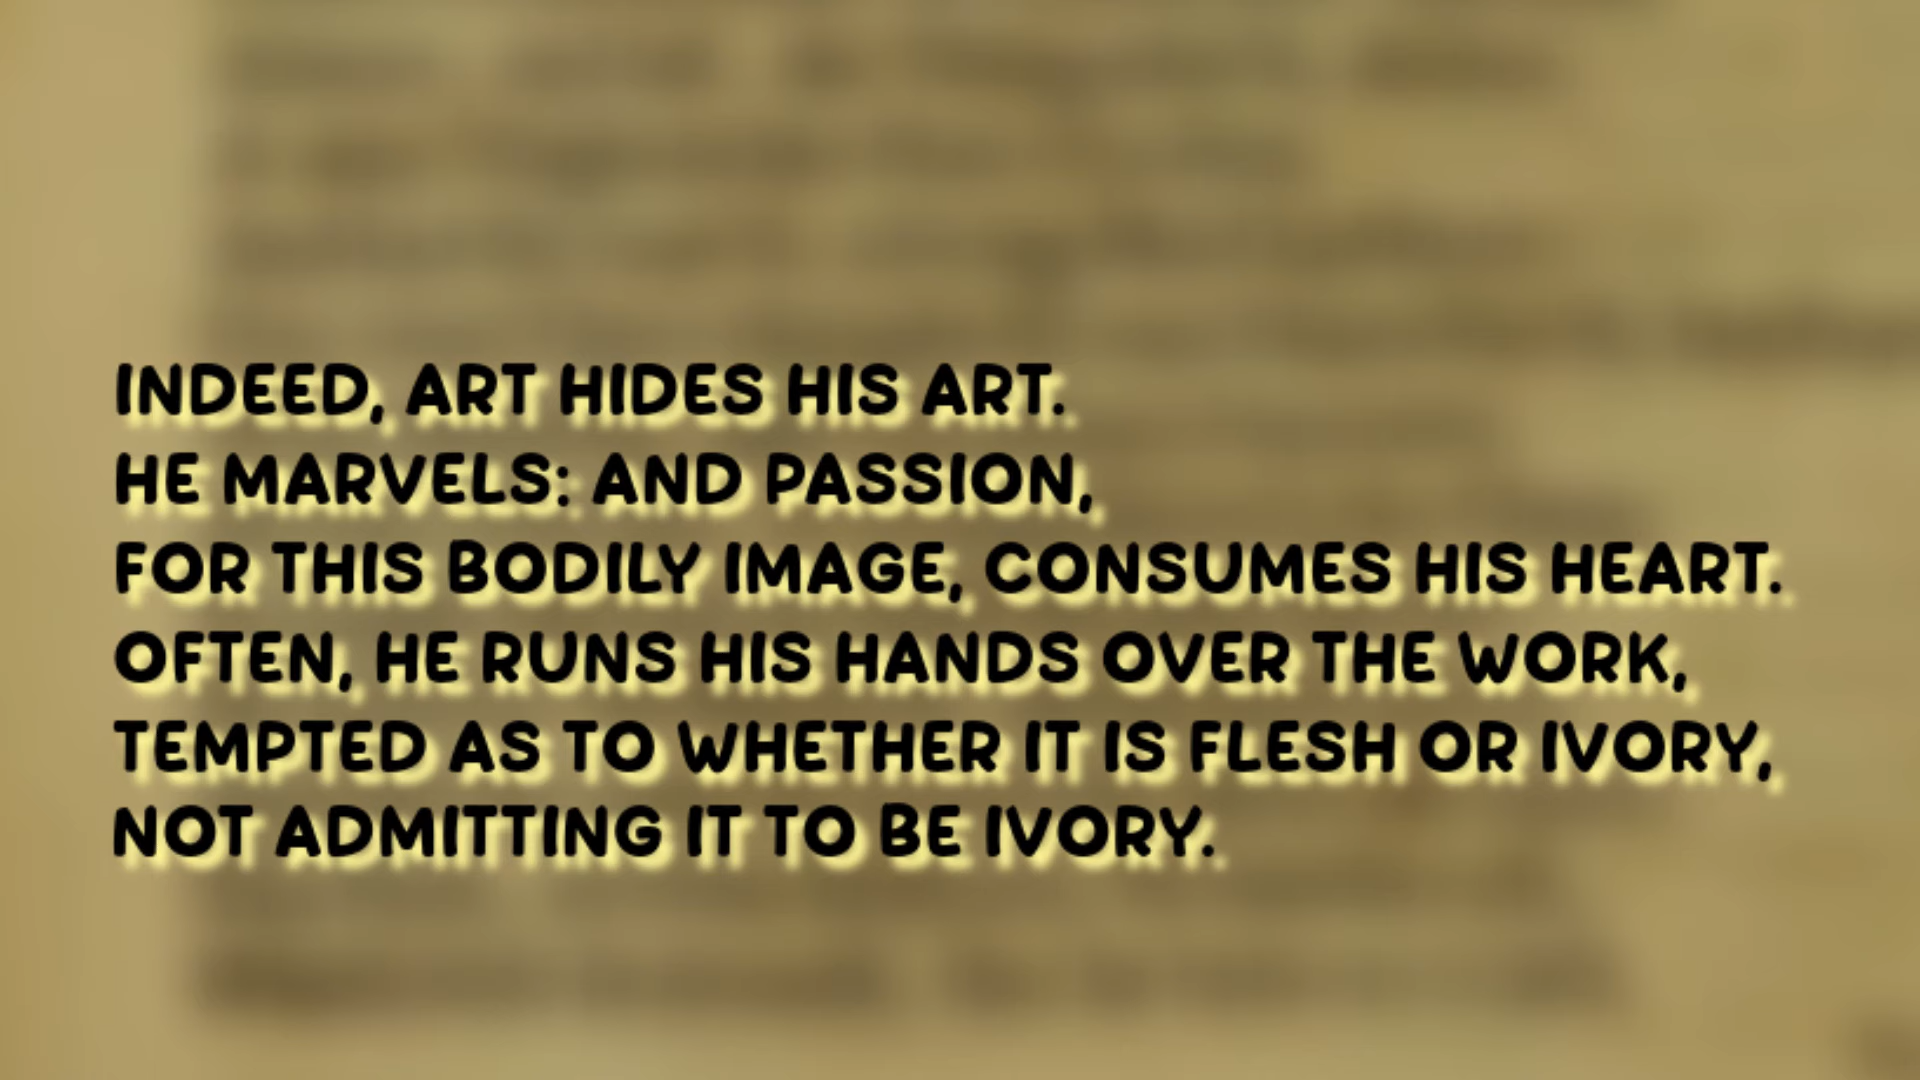 INDEED, ART HIDES HIS ART.
HE MARVELS: AND PASSION,
FOR THIS BODILY IMAGE, CONSUMES HIS HEART.
OFTEN, HE RUNS HIS HANDS OVER THE WORK,
TEMPTED AS TO WHETHER IT IS FLESH OR IVORY,
NOT ADMITTING IT TO BE IVORY.